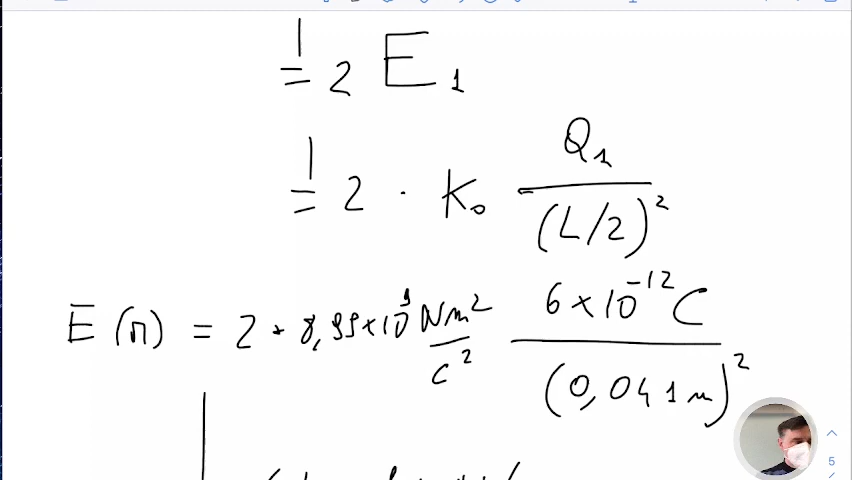 = 2 E₁
= 2 · K₀ Q₁ / (L/2)²
E (п) = 2 · 8,99×10⁹ Nm²/C² 6×10⁻¹² C / (0,041 м)²
5